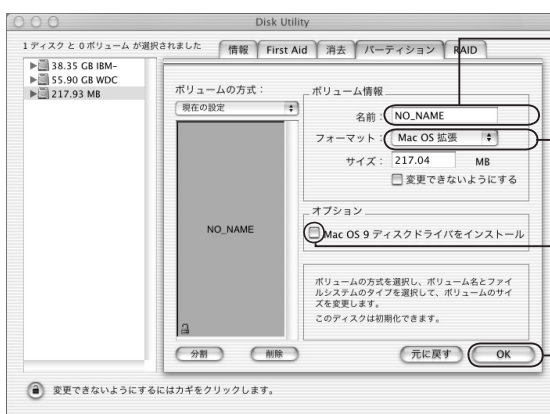 Disk Utility
1 ディスク と 0 ボリューム が選択されました
情報
First Aid
消去
パーティション
RAID
38.35 GB IBM-
55.90 GB WDC
217.93 MB
ボリュームの方式：
現在の設定
NO_NAME
分割
削除
ボリューム情報
名前：
NO_NAME
フォーマット：
Mac OS 拡張
サイズ：
217.04
MB
変更できないようにする
オプション
Mac OS 9 ディスクドライバをインストール
ボリュームの方式を選択し、ボリューム名とファイ
ルシステムのタイプを選択して、ボリュームのサイ
ズを変更します。
このディスクは初期化できます。
元に戻す
OK
変更できないようにするにはカギをクリックします。